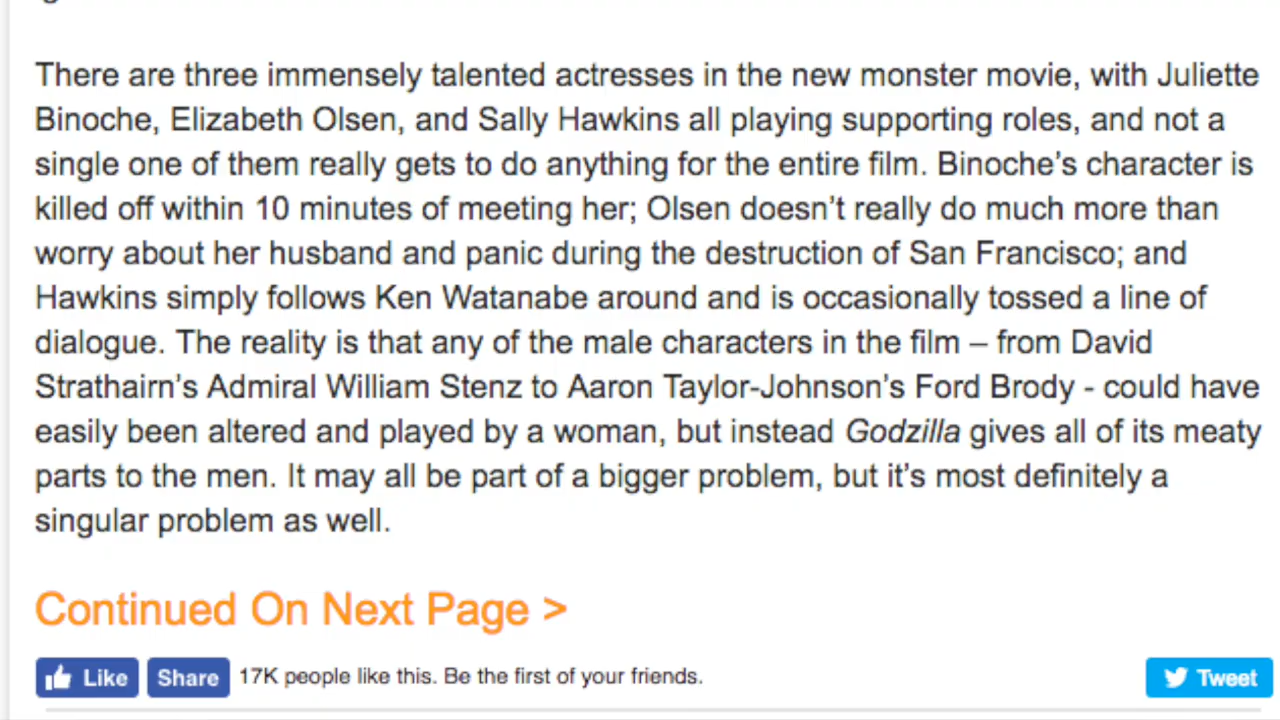 There are three immensely talented actresses in the new monster movie, with Juliette
Binoche, Elizabeth Olsen, and Sally Hawkins all playing supporting roles, and not a
single one of them really gets to do anything for the entire film. Binoche’s character is
killed off within 10 minutes of meeting her; Olsen doesn’t really do much more than
worry about her husband and panic during the destruction of San Francisco; and
Hawkins simply follows Ken Watanabe around and is occasionally tossed a line of
dialogue. The reality is that any of the male characters in the film – from David
Strathairn’s Admiral William Stenz to Aaron Taylor-Johnson’s Ford Brody - could have
easily been altered and played by a woman, but instead Godzilla gives all of its meaty
parts to the men. It may all be part of a bigger problem, but it’s most definitely a
singular problem as well.
Continued On Next Page >
Like Share 17K people like this. Be the first of your friends. Tweet